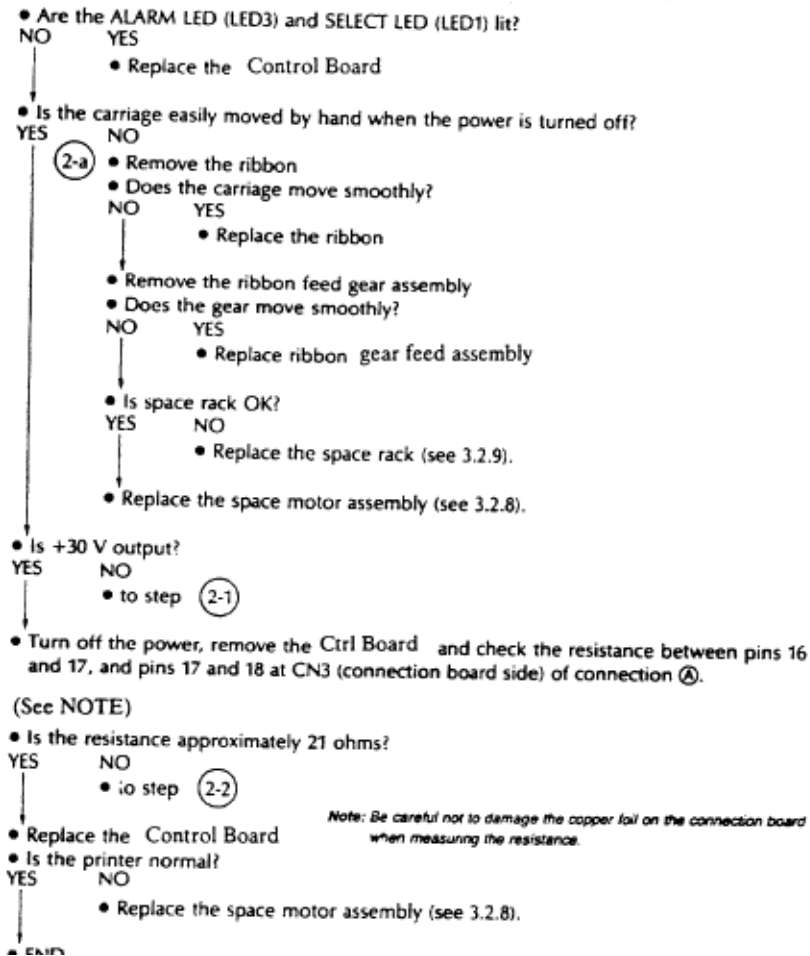 • Are the ALARM LED (LED3) and SELECT LED (LED1) lit?
NO YES
• Replace the Control Board
• Is the carriage easily moved by hand when the power is turned off?
YES NO
2-a • Remove the ribbon
• Does the carriage move smoothly?
NO YES
• Replace the ribbon
• Remove the ribbon feed gear assembly
• Does the gear move smoothly?
NO YES
• Replace ribbon gear feed assembly
• Is space rack OK?
YES NO
• Replace the space rack (see 3.2.9).
• Replace the space motor assembly (see 3.2.8).
• Is +30 V output?
YES NO
• to step 2-1
• Turn off the power, remove the Ctrl Board and check the resistance between pins 16
and 17, and pins 17 and 18 at CN3 (connection board side) of connection Ⓐ.
(See NOTE)
• Is the resistance approximately 21 ohms?
YES NO
• io step 2-2
Note: Be careful not to damage the copper foil on the connection board
when measuring the resistance.
• Replace the Control Board
• Is the printer normal?
YES NO
• Replace the space motor assembly (see 3.2.8).
• END